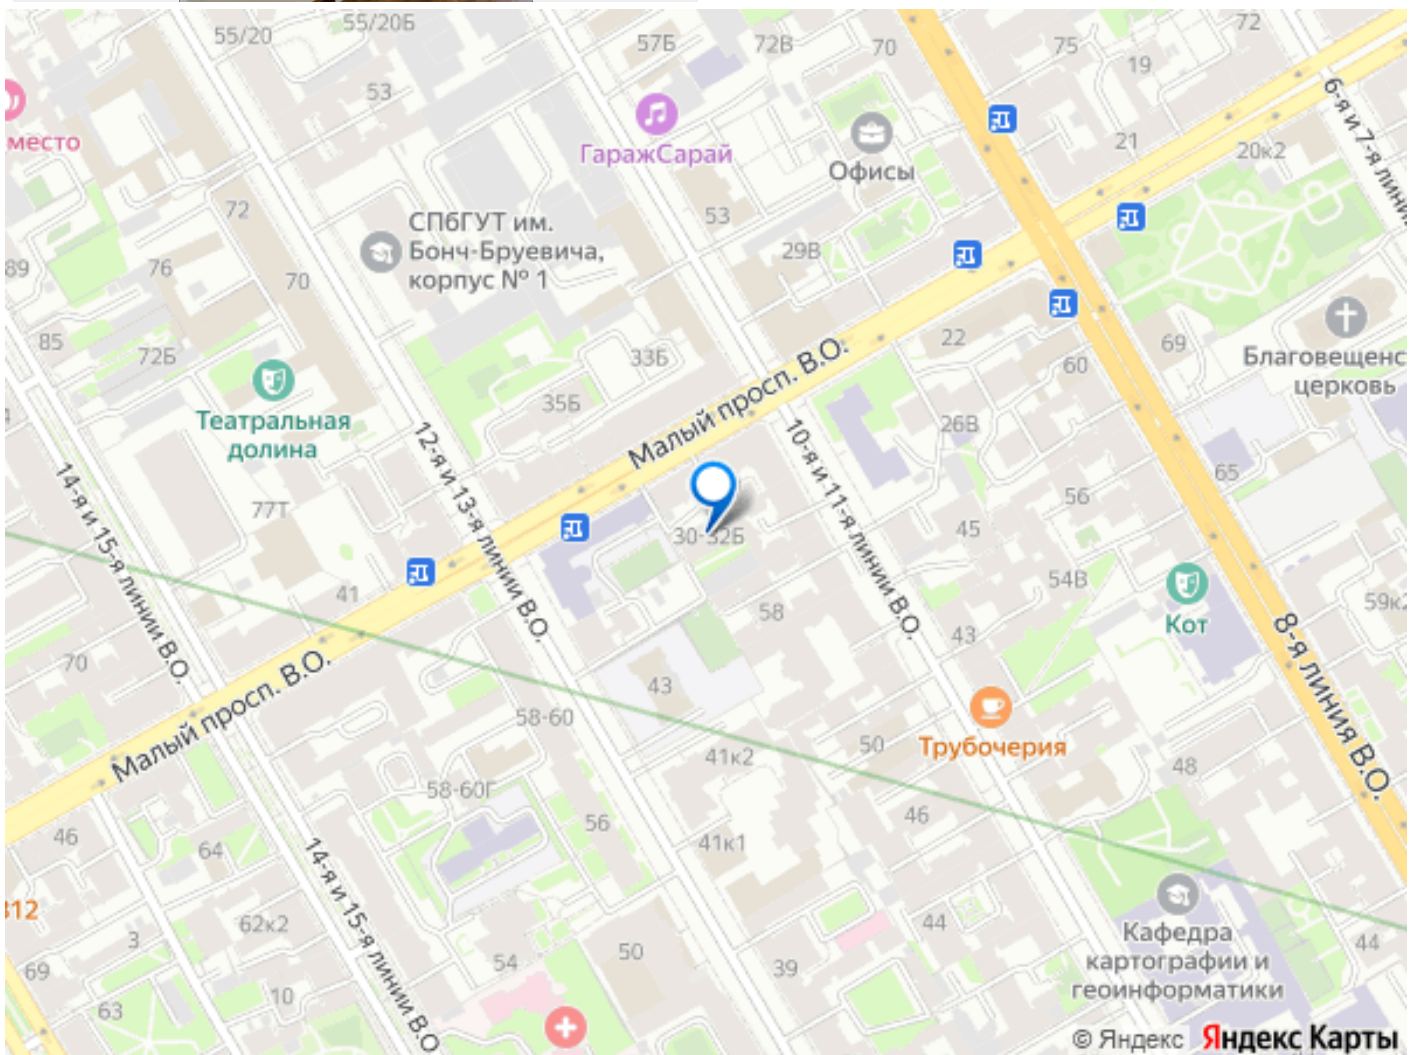 55/20
55/20Б
57Б
72В
70
75
72
19
53
место
ГаражСарай
Офисы
21
20к2
6-я и 7-я лини
72
53
СПбГУТ им.
Бонч-Бруевича,
корпус № 1
29В
89
76
70
85
72Б
33Б
22
69
60
Благовещенс
церковь
Малый просп. В.О.
35Б
Театральная
долина
12-я и 13-я линии В.О.
10-я и 11-я линии В.О.
26В
65
14-я и 15-я линии В.О.
77Т
56
30-32Б
45
54В
Кот
59к2
41
58
43
8-я линия В.О.
70
Малый просп. В.О.
43
58-60
Трубочерия
50
41к2
48
58-60Г
46
46
64
56
41к1
14-я и 15-я линии В.О.
312
62к2
3
44
Кафедра
картографии и
геоинформатики
44
69
54
50
39
10
63
© Яндекс Яндекс Карты